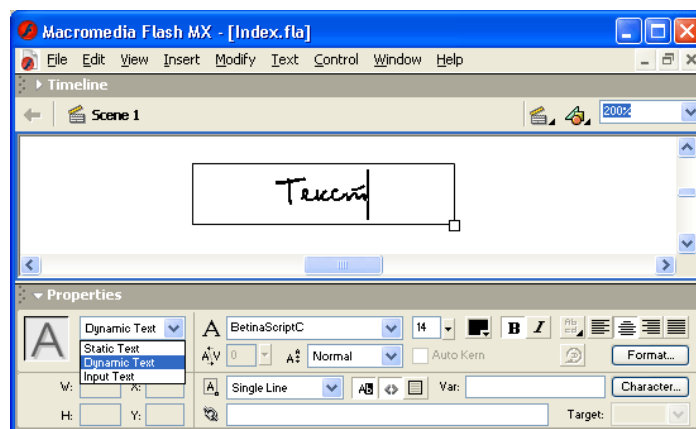 Macromedia Flash MX - [Index.fla]
File Edit View Insert Modify Text Control Window Help
Timeline
Scene 1 200%
Текст
Properties
A Dynamic Text A BetinaScriptC 14 B I
Static Text
Dynamic Text
Input Text
A V 0 A Normal Auto Kern Format...
W: X: A Single Line Ab <> Var: Character...
H: Y: Target: